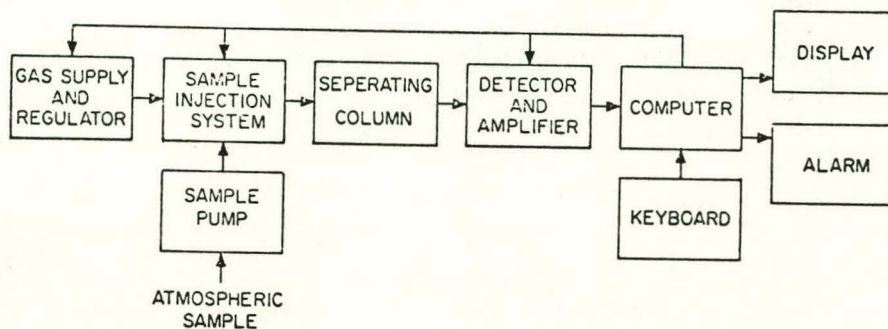 GAS SUPPLY
AND
REGULATOR
SAMPLE
INJECTION
SYSTEM
SEPERATING
COLUMN
DETECTOR
AND
AMPLIFIER
COMPUTER
DISPLAY
ALARM
SAMPLE
PUMP
KEYBOARD
ATMOSPHERIC
SAMPLE